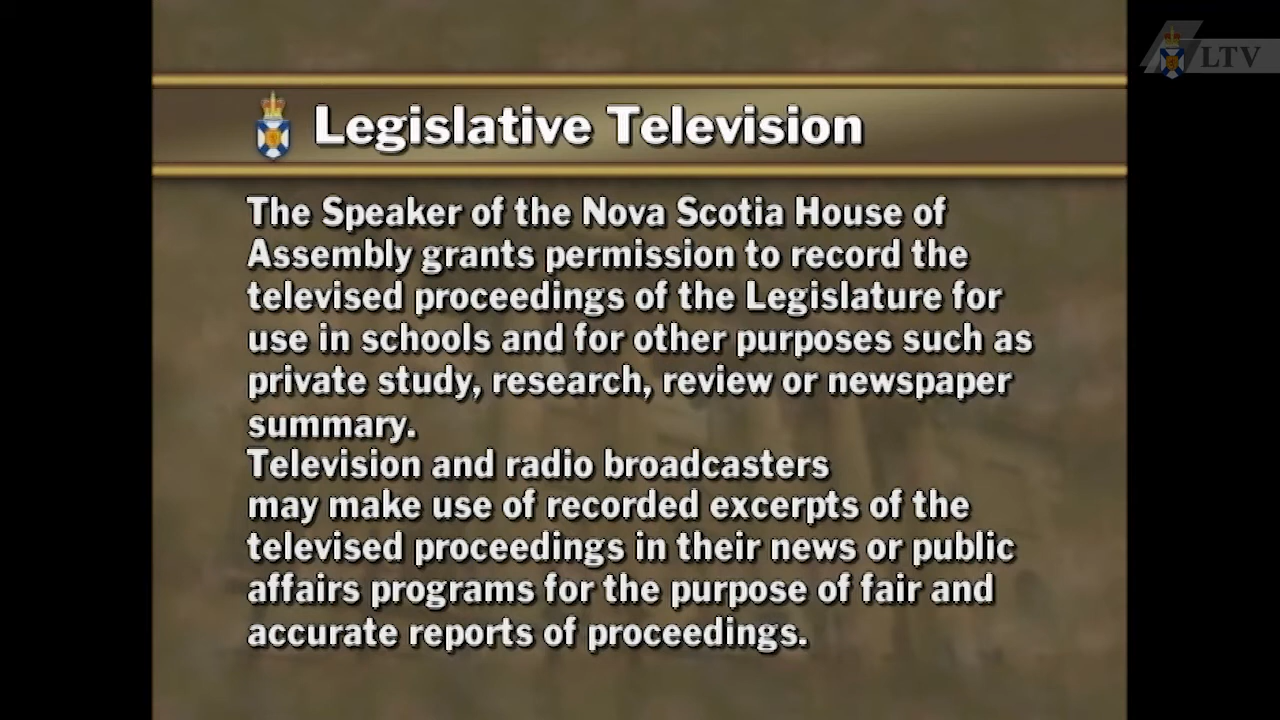 LTV
Legislative Television
The Speaker of the Nova Scotia House of
Assembly grants permission to record the
televised proceedings of the Legislature for
use in schools and for other purposes such as
private study, research, review or newspaper
summary.
Television and radio broadcasters
may make use of recorded excerpts of the
televised proceedings in their news or public
affairs programs for the purpose of fair and
accurate reports of proceedings.